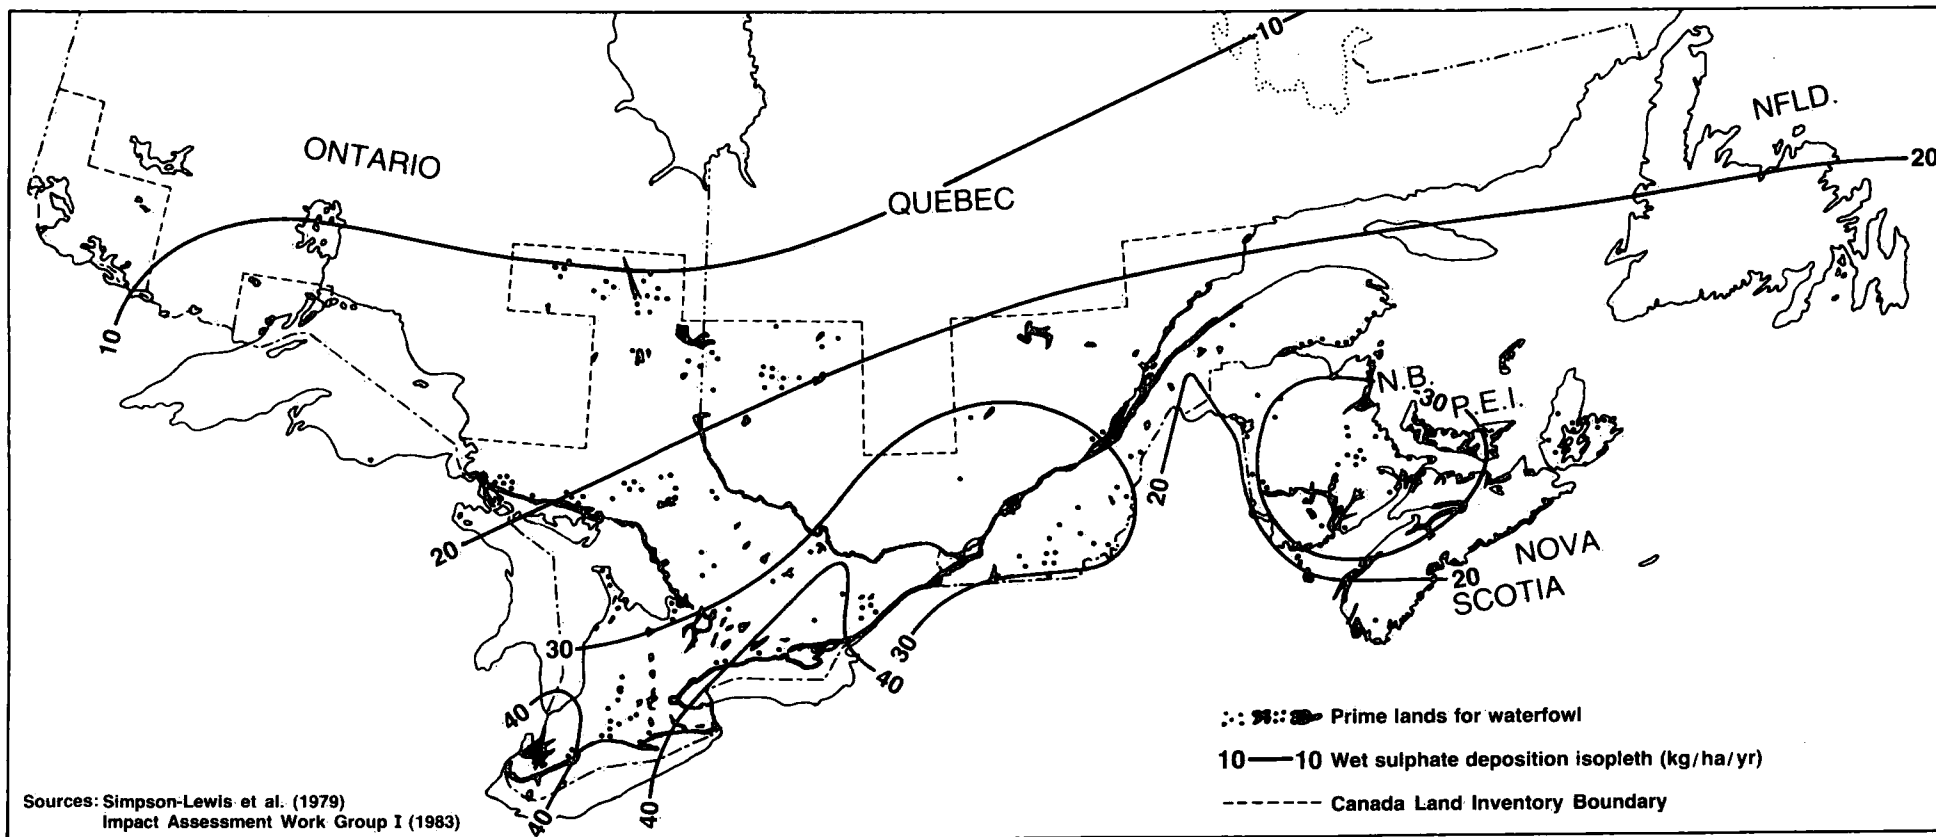 10
NFLD.
ONTARIO
20
QUEBEC
10
N.B.
30
P.E.I.
20
20
NOVA
20
SCOTIA
30
30
40
40
Prime lands for waterfowl
10 10 Wet sulphate deposition isopleth (kg/ha/yr)
Canada Land Inventory Boundary
Sources: Simpson-Lewis et al. (1979)
Impact Assessment Work Group I (1983)
40
40